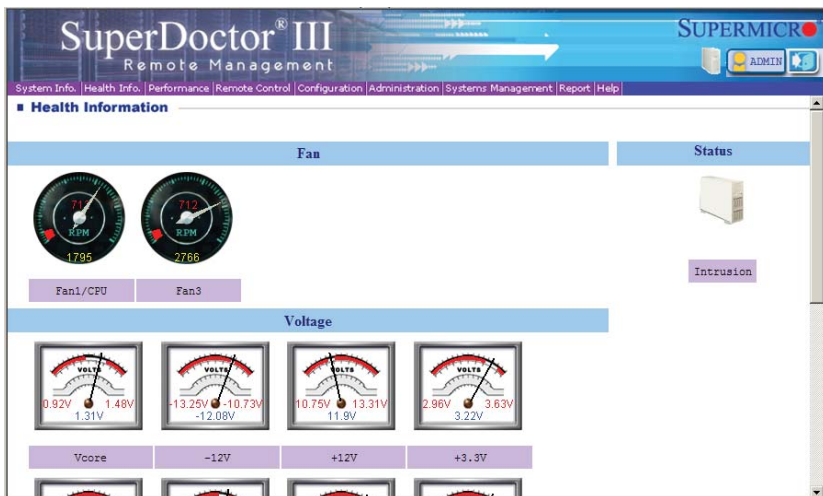 SuperDoctor® III
Remote Management
SUPERMICRO
ADMIN
System Info. | Health Info. | Performance | Remote Control | Configuration | Administration | Systems Management | Report | Help
Health Information
Fan
Status
712
RPM
1795
712
RPM
2766
Fan1/CPU
Fan3
Intrusion
Voltage
VOLTS
0.92V 1.48V
1.31V
VOLTS
-13.25V -10.73V
-12.08V
VOLTS
10.75V 13.31V
11.9V
VOLTS
2.96V 3.63V
3.22V
Vcore
-12V
+12V
+3.3V